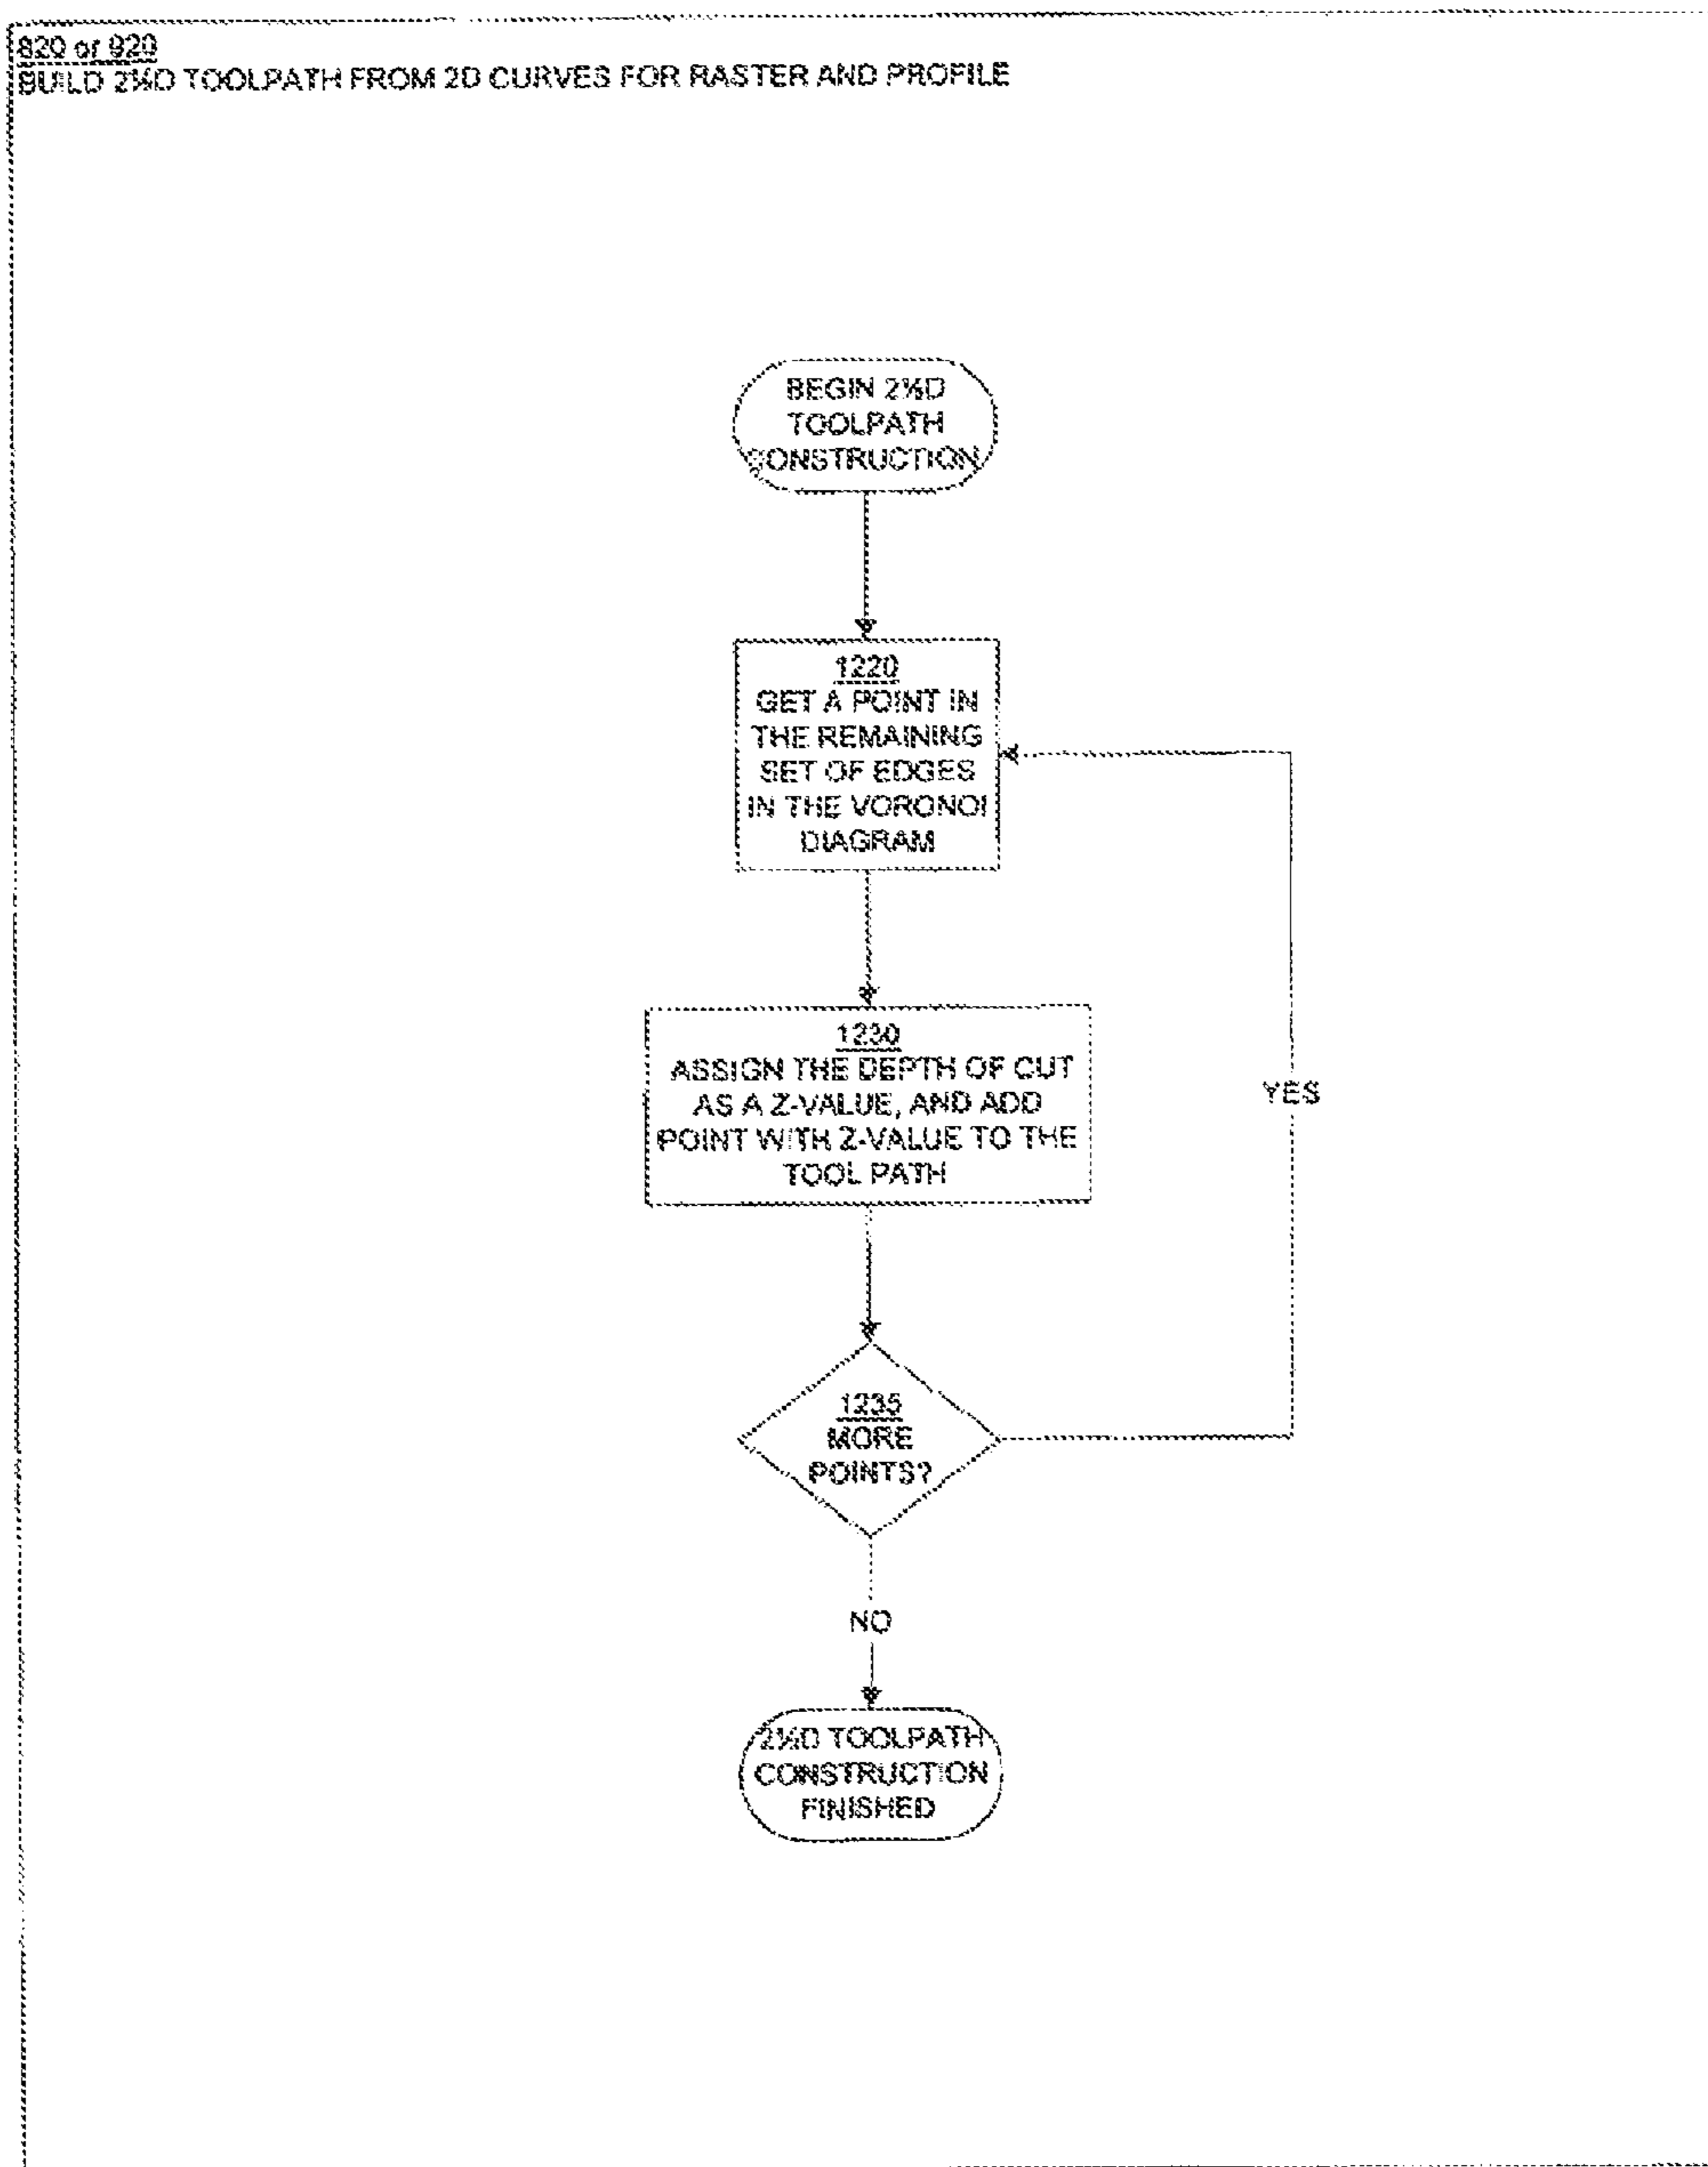 820 or 920
BUILD 2½D TOOLPATH FROM 2D CURVES FOR RASTER AND PROFILE
BEGIN 2½D
TOOLPATH
CONSTRUCTION
1220
GET A POINT IN
THE REMAINING
SET OF EDGES
IN THE VORONOI
DIAGRAM
1230
ASSIGN THE DEPTH OF CUT
AS A Z-VALUE, AND ADD
POINT WITH Z-VALUE TO THE
TOOL PATH
YES
1235
MORE
POINTS?
NO
2½D TOOLPATH
CONSTRUCTION
FINISHED